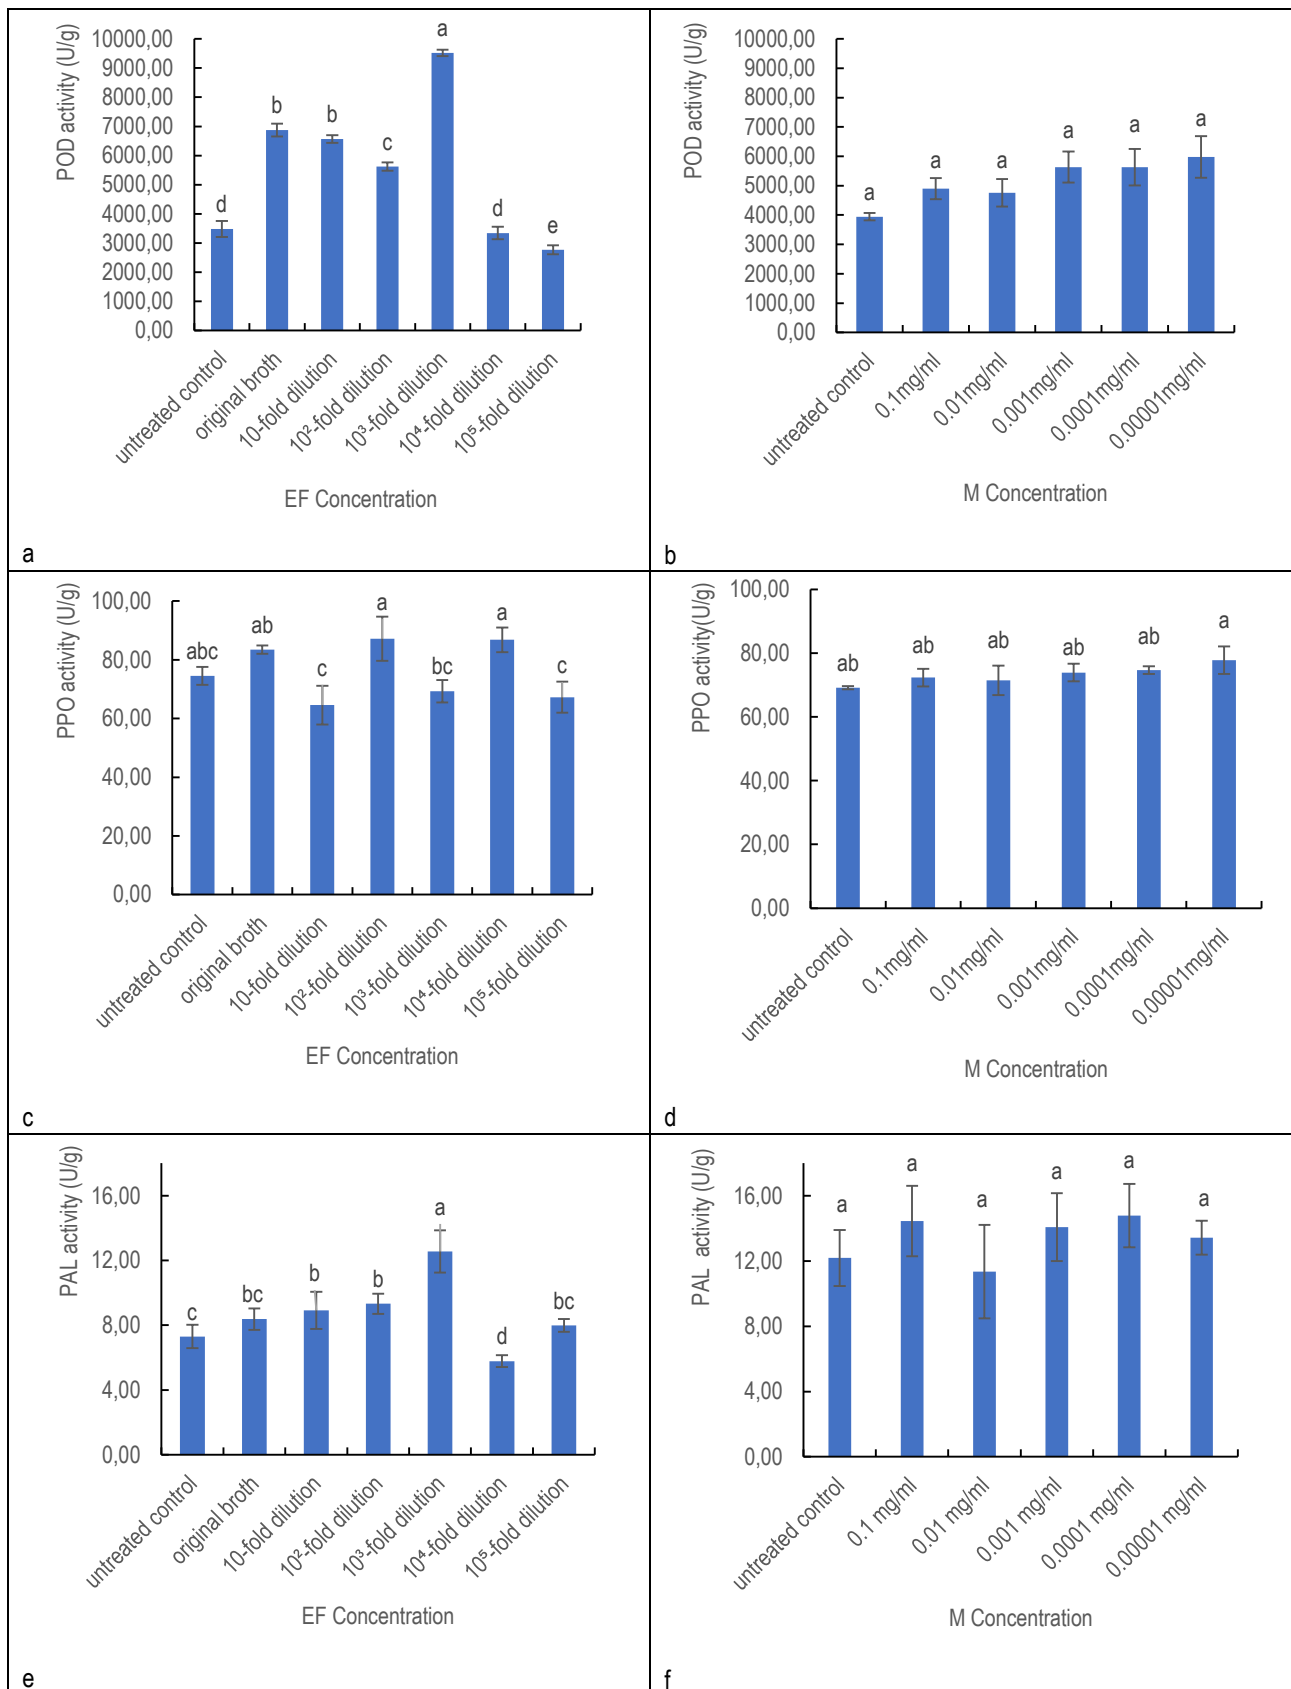 POD activity (U/g)
10000,00
9000,00
8000,00
7000,00
6000,00
5000,00
4000,00
3000,00
2000,00
1000,00
0,00
d
b
b
c
a
d
e
untreated control
original broth
10-fold dilution
10²-fold dilution
10³-fold dilution
10⁴-fold dilution
10⁵-fold dilution
EF Concentration
a
POD activity (U/g)
10000,00
9000,00
8000,00
7000,00
6000,00
5000,00
4000,00
3000,00
2000,00
1000,00
0,00
a
a
a
a
a
a
untreated control
0.1mg/ml
0.01mg/ml
0.001mg/ml
0.0001mg/ml
0.00001mg/ml
M Concentration
b
PPO activity (U/g)
100,00
80,00
60,00
40,00
20,00
0,00
abc
ab
c
a
bc
a
c
untreated control
original broth
10-fold dilution
10²-fold dilution
10³-fold dilution
10⁴-fold dilution
10⁵-fold dilution
EF Concentration
c
PPO activity(U/g)
100,00
80,00
60,00
40,00
20,00
0,00
ab
ab
ab
ab
ab
a
untreated control
0.1mg/ml
0.01mg/ml
0.001mg/ml
0.0001mg/ml
0.00001mg/ml
M Concentration
d
PAL activity (U/g)
16,00
12,00
8,00
4,00
0,00
c
bc
b
b
a
d
bc
untreated control
original broth
10-fold dilution
10²-fold dilution
10³-fold dilution
10⁴-fold dilution
10⁵-fold dilution
EF Concentration
e
PAL activity (U/g)
16,00
12,00
8,00
4,00
0,00
a
a
a
a
a
a
untreated control
0.1 mg/ml
0.01 mg/ml
0.001 mg/ml
0.0001 mg/ml
0.00001 mg/ml
M Concentration
f